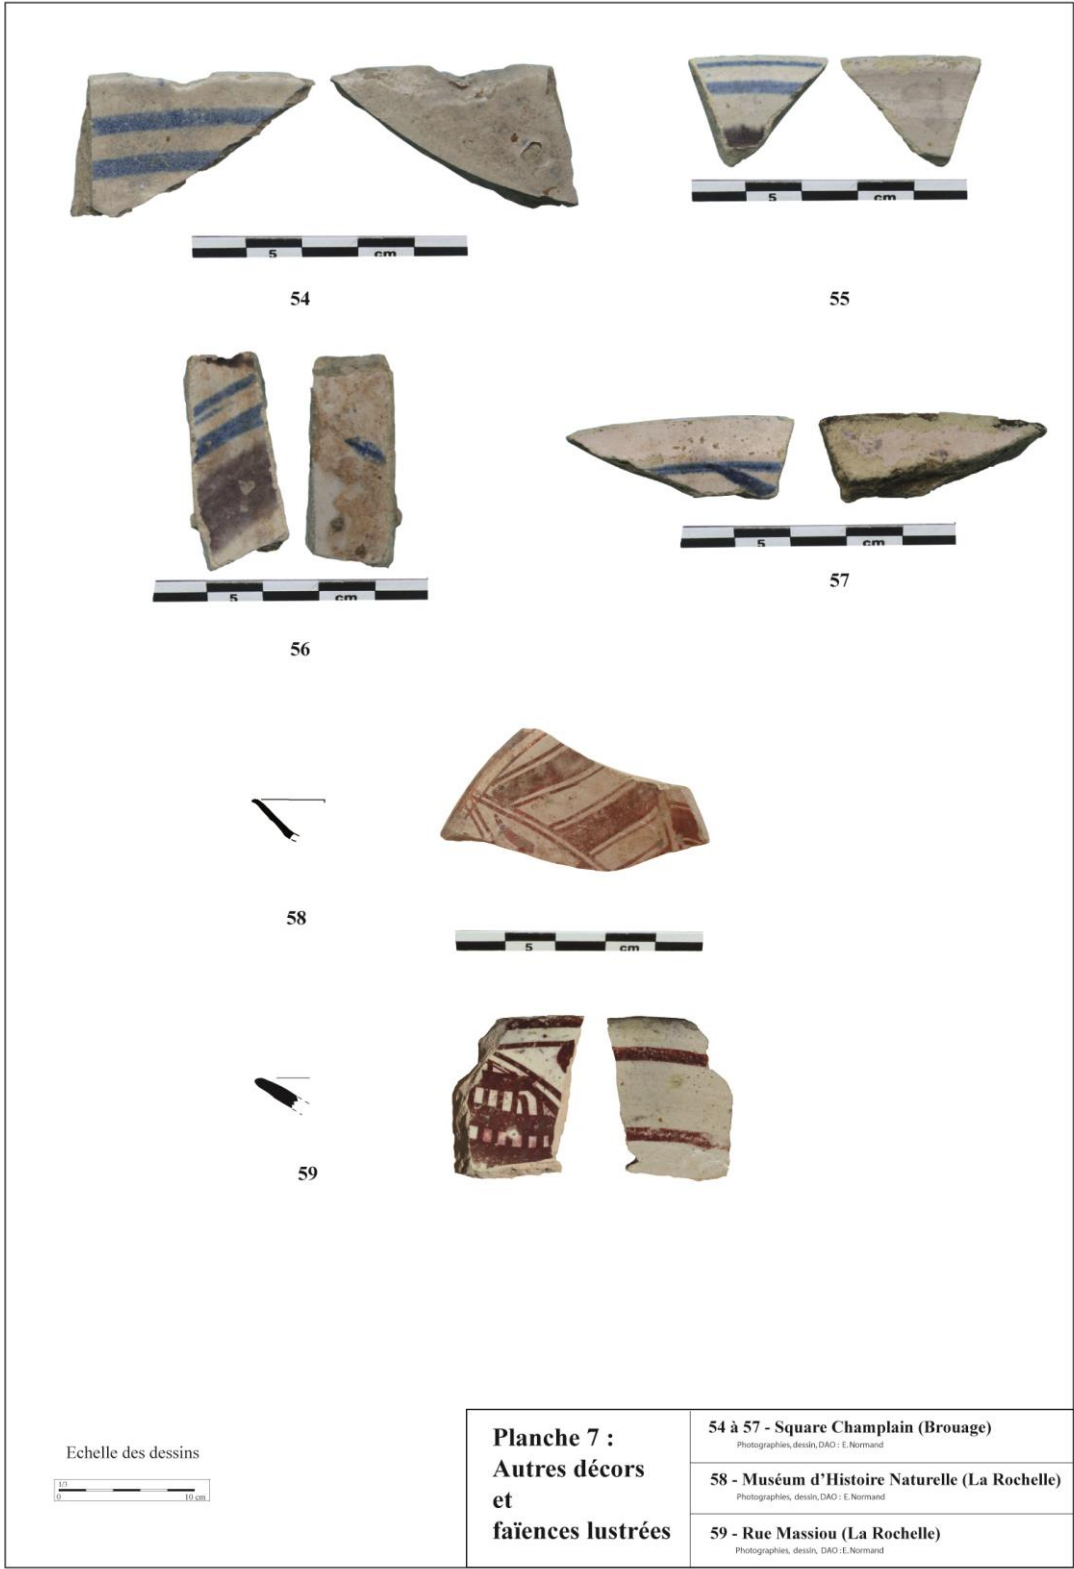 5 cm
5 cm
54
55
5 cm
57
5 cm
56
58
5 cm
59
Echelle des dessins
1/3
0 10 cm
Planche 7 :
Autres décors
et
faïences lustrées
54 à 57 - Square Champlain (Brouage)
Photographies, dessin, DAO : E. Normand
58 - Muséum d'Histoire Naturelle (La Rochelle)
Photographies, dessin, DAO : E. Normand
59 - Rue Massiou (La Rochelle)
Photographies, dessin, DAO : E. Normand